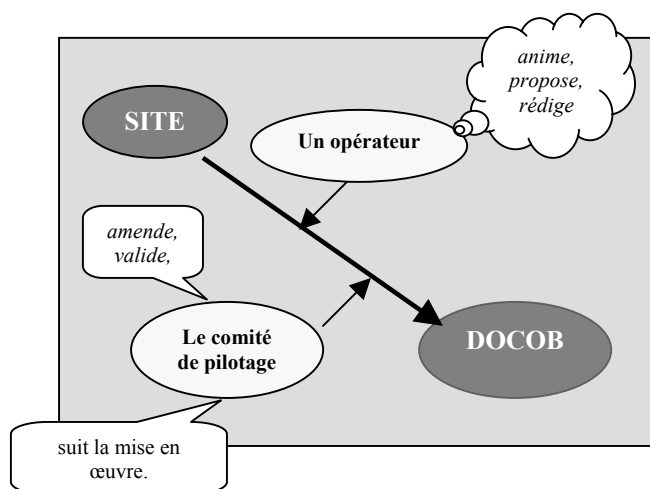 anime,
propose,
rédige
SITE
Un opérateur
amende,
valide,
Le comité
de pilotage
DOCOB
suit la mise en
œuvre.